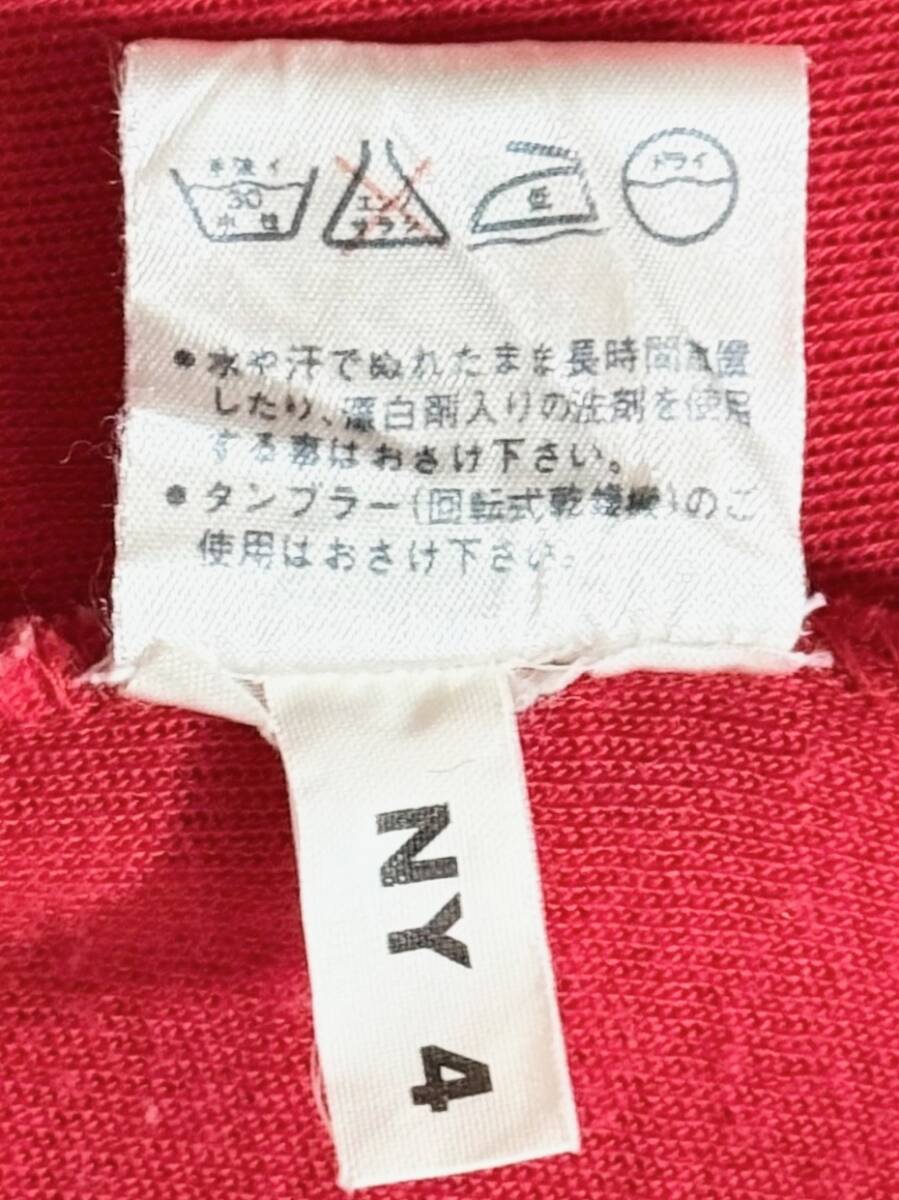 手洗イ
30
中性
エンソ
サラシ
低
ドライ
●水や汗でぬれたまま長時間放置
したり、漂白剤入りの洗剤を使用
する事はおさけ下さい。
●タンブラー(回転式乾燥機)のご
使用はおさけ下さい。
NY 4